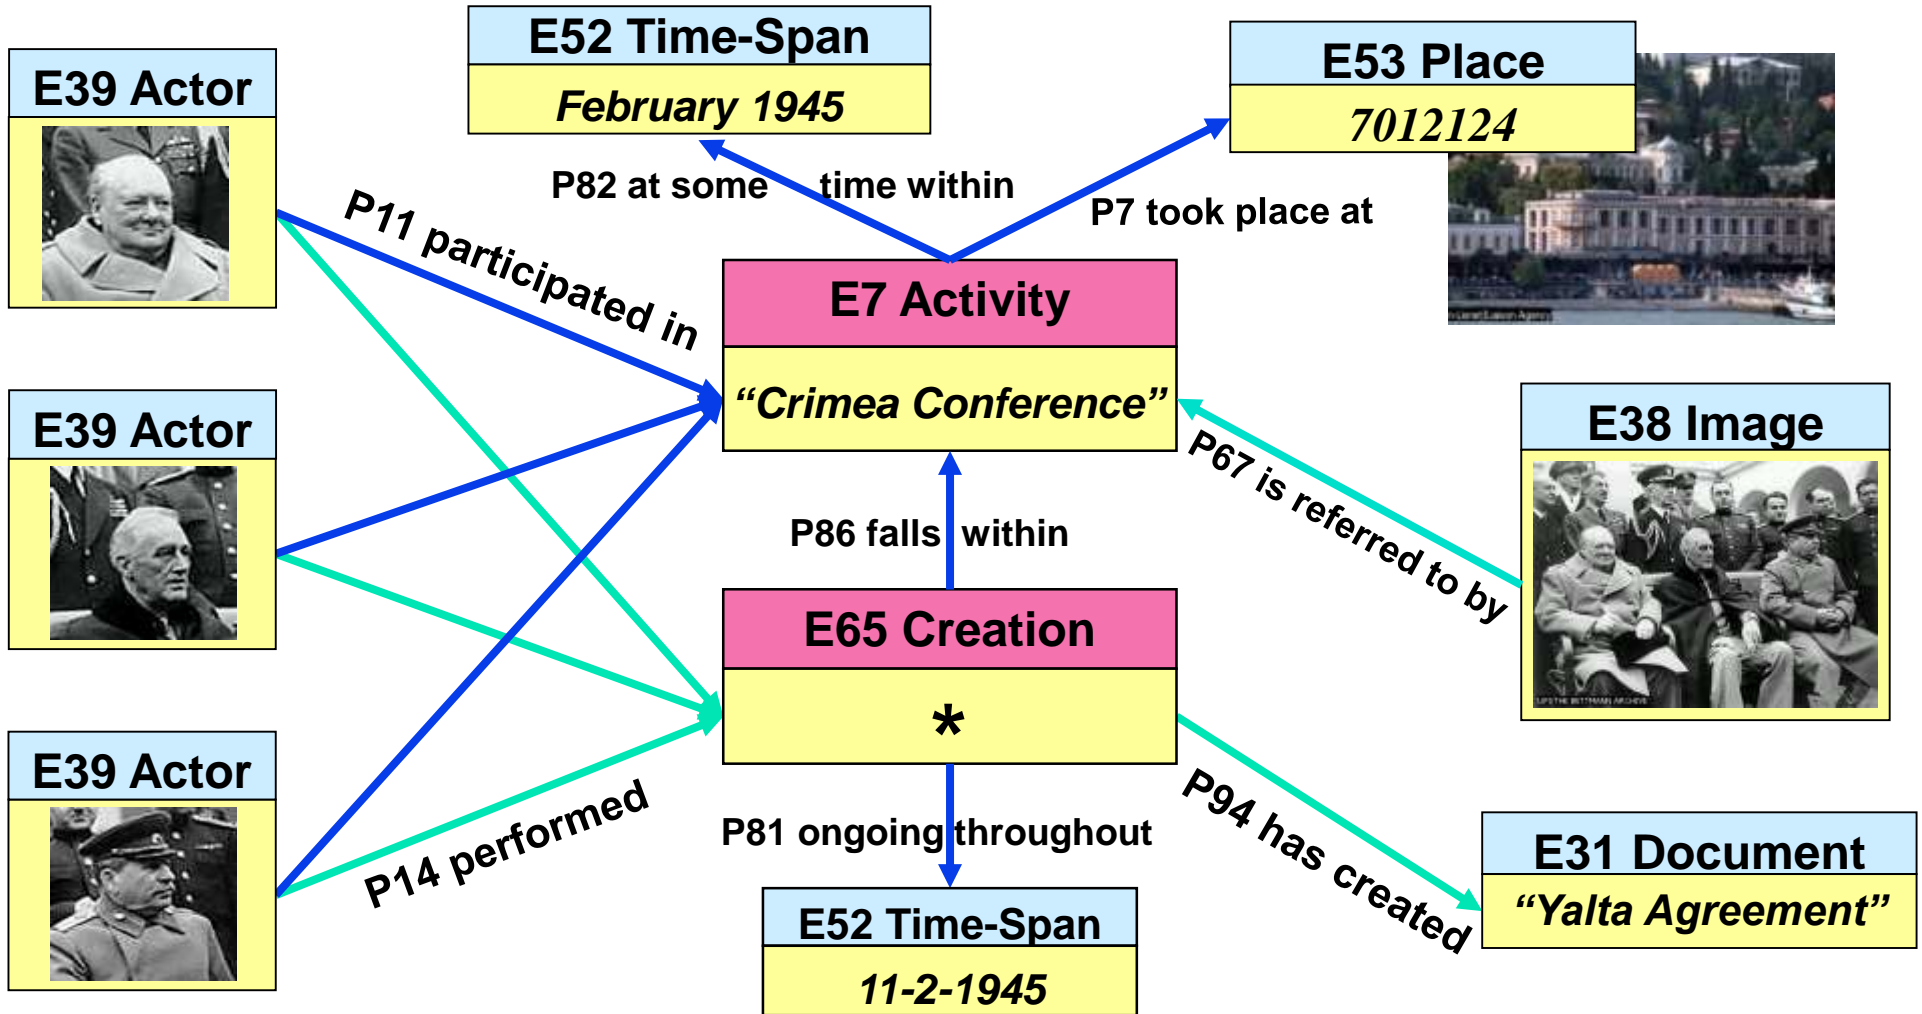 E52 Time-Span
February 1945
E53 Place
7012124
E39 Actor
P82 at some time within
P7 took place at
P11 participated in
E7 Activity
“Crimea Conference”
E39 Actor
E38 Image
P67 is referred to by
P86 falls within
E65 Creation
*
E39 Actor
P14 performed
P81 ongoing throughout
P94 has created
E31 Document
“Yalta Agreement”
E52 Time-Span
11-2-1945